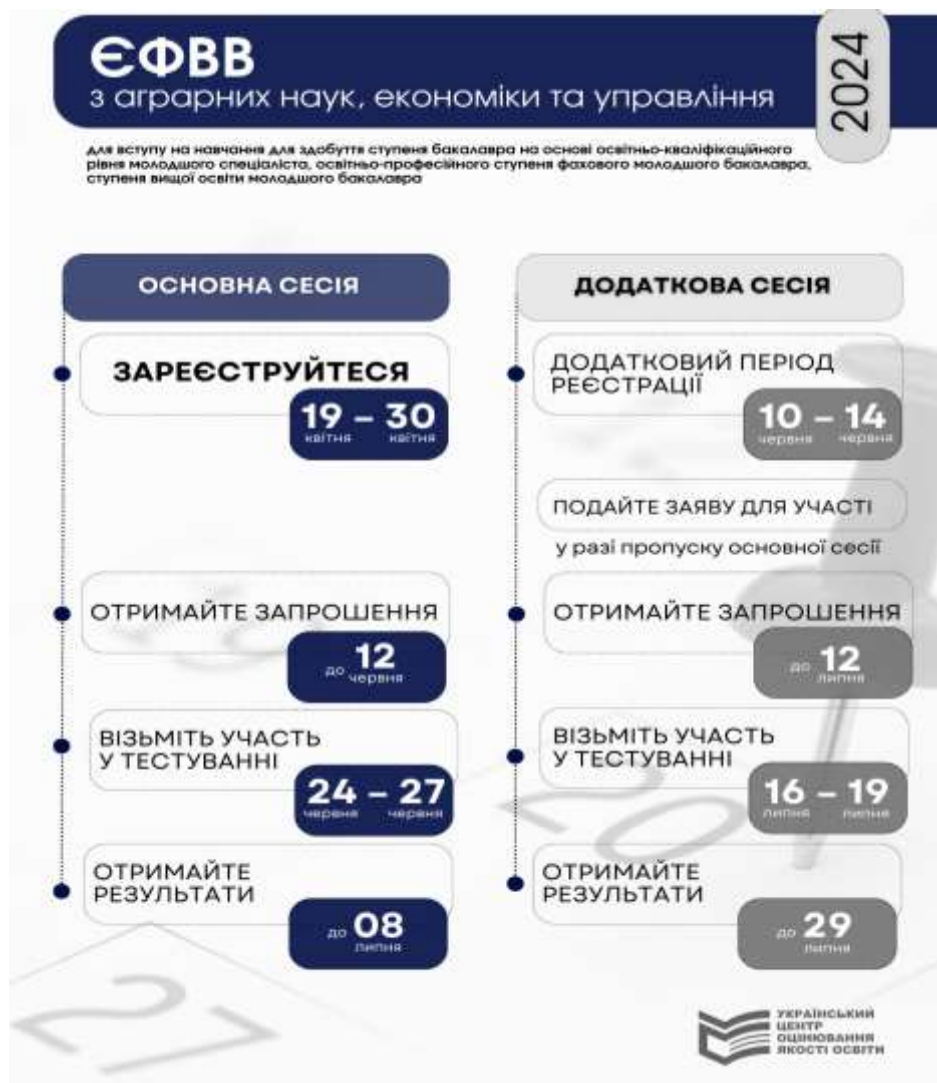 ЄФВВ
з аграрних наук, економіки та управління
2024
для вступу на навчання для здобуття ступеня бакалавра на основі освітньо-кваліфікаційного
рівня молодшого спеціаліста, освітньо-професійного ступеня фахового молодшого бакалавра,
ступеня вищої освіти молодшого бакалавра
ОСНОВНА СЕСІЯ
ЗАРЕЄСТРУЙТЕСЯ
19 – 30
квітня квітня
ОТРИМАЙТЕ ЗАПРОШЕННЯ
до 12
червня
ВІЗЬМІТЬ УЧАСТЬ
У ТЕСТУВАННІ
24 – 27
червня червня
ОТРИМАЙТЕ
РЕЗУЛЬТАТИ
до 08
липня
ДОДАТКОВА СЕСІЯ
ДОДАТКОВИЙ ПЕРІОД
РЕЄСТРАЦІЇ
10 – 14
червня червня
ПОДАЙТЕ ЗАЯВУ ДЛЯ УЧАСТІ
у разі пропуску основної сесії
ОТРИМАЙТЕ ЗАПРОШЕННЯ
до 12
липня
ВІЗЬМІТЬ УЧАСТЬ
У ТЕСТУВАННІ
16 – 19
липня липня
ОТРИМАЙТЕ
РЕЗУЛЬТАТИ
до 29
липня
20
27
УКРАЇНСЬКИЙ
ЦЕНТР
ОЦІНЮВАННЯ
ЯКОСТІ ОСВІТИ